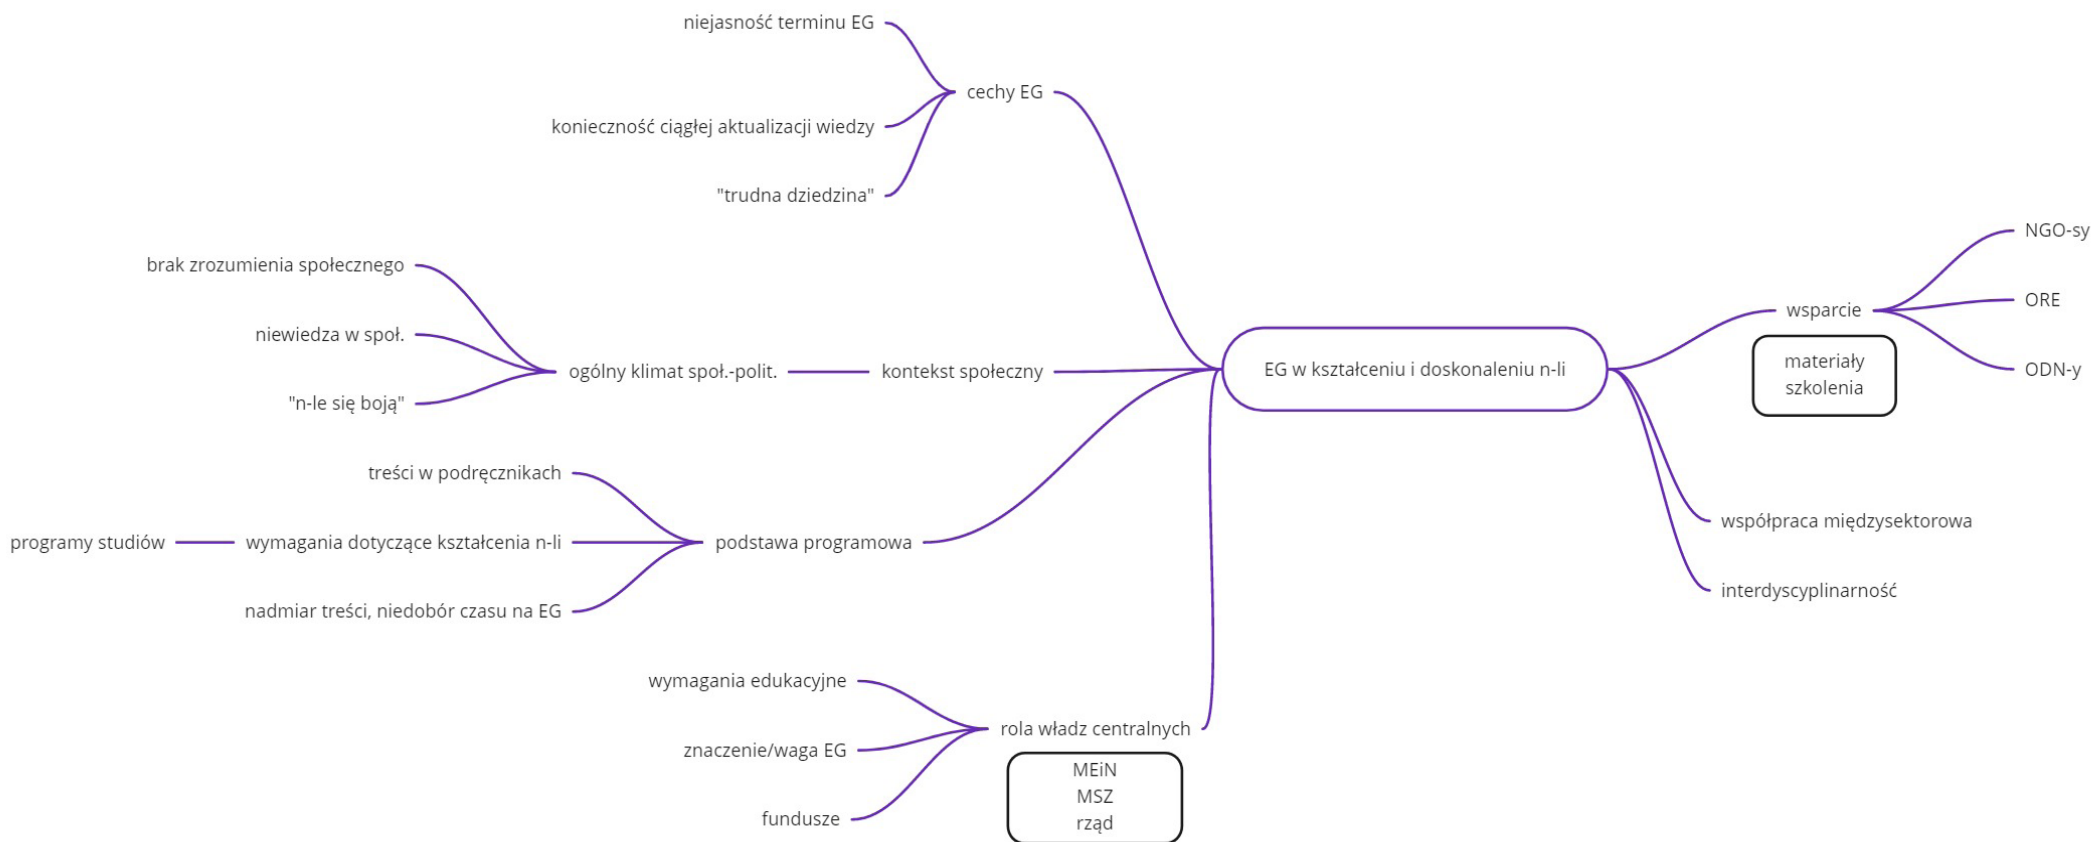 niejasność terminu EG
cechy EG
konieczność ciągłej aktualizacji wiedzy
"trudna dziedzina"
brak zrozumienia społecznego
niewiedza w społ.
"n-le się boją"
ogólny klimat społ.-polit.
kontekst społeczny
treści w podręcznikach
programy studiów
wymagania dotyczące kształcenia n-li
podstawa programowa
nadmiar treści, niedobór czasu na EG
wymagania edukacyjne
znaczenie/waga EG
fundusze
rola władz centralnych
MEiN
MSZ
rząd
EG w kształceniu i doskonaleniu n-li
wsparcie
materiały
szkolenia
NGO-sy
ORE
ODN-y
współpraca międzysektorowa
interdyscyplinarność